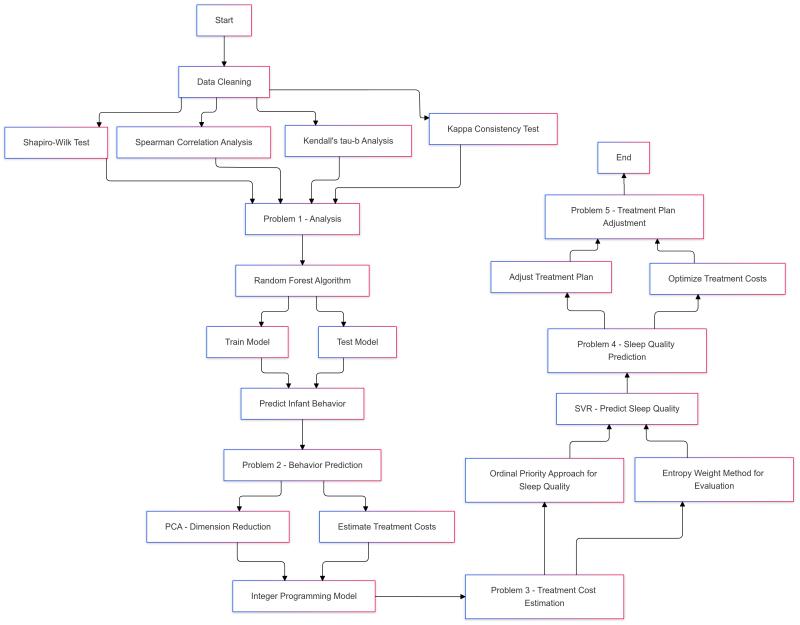 Start
Data Cleaning
Shapiro-Wilk Test
Spearman Correlation Analysis
Kendall's tau-b Analysis
Kappa Consistency Test
Problem 1 - Analysis
Random Forest Algorithm
Train Model
Test Model
Predict Infant Behavior
Problem 2 - Behavior Prediction
PCA - Dimension Reduction
Estimate Treatment Costs
Integer Programming Model
Problem 3 - Treatment Cost
Estimation
Ordinal Priority Approach for
Sleep Quality
Entropy Weight Method for
Evaluation
SVR - Predict Sleep Quality
Problem 4 - Sleep Quality
Prediction
Adjust Treatment Plan
Optimize Treatment Costs
Problem 5 - Treatment Plan
Adjustment
End